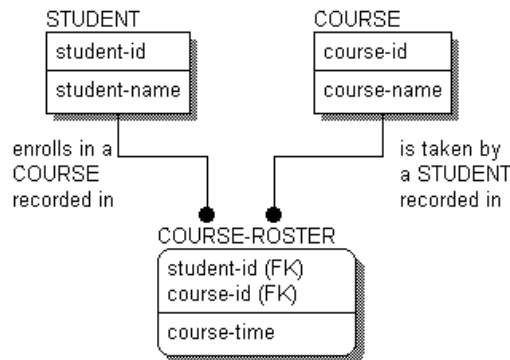 STUDENT
student-id
student-name
COURSE
course-id
course-name
enrolls in a
COURSE
recorded in
is taken by
a STUDENT
recorded in
COURSE-ROSTER
student-id (FK)
course-id (FK)
course-time